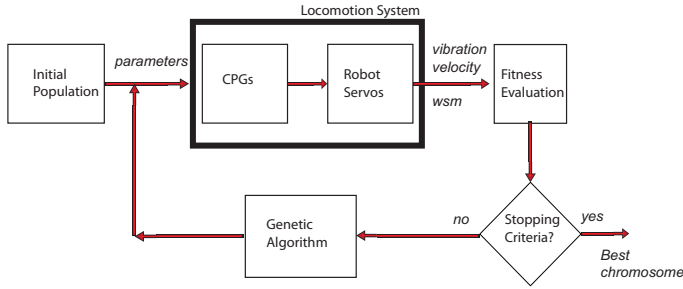 Locomotion System
Initial
Population
parameters
CPGs
Robot
Servos
vibration
velocity
wsm
Fitness
Evaluation
Stopping
Criteria?
no
yes
Best
chromosome
Genetic
Algorithm